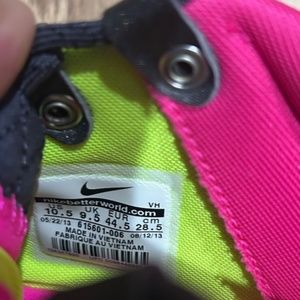 VH
nikebetterworld.com
US UK EUR cm
10.5 9.5 44.5 28.5
05/22/13 615601-006 08/12/13
MADE IN VIETNAM
FABRIQUE AU VIETNAM